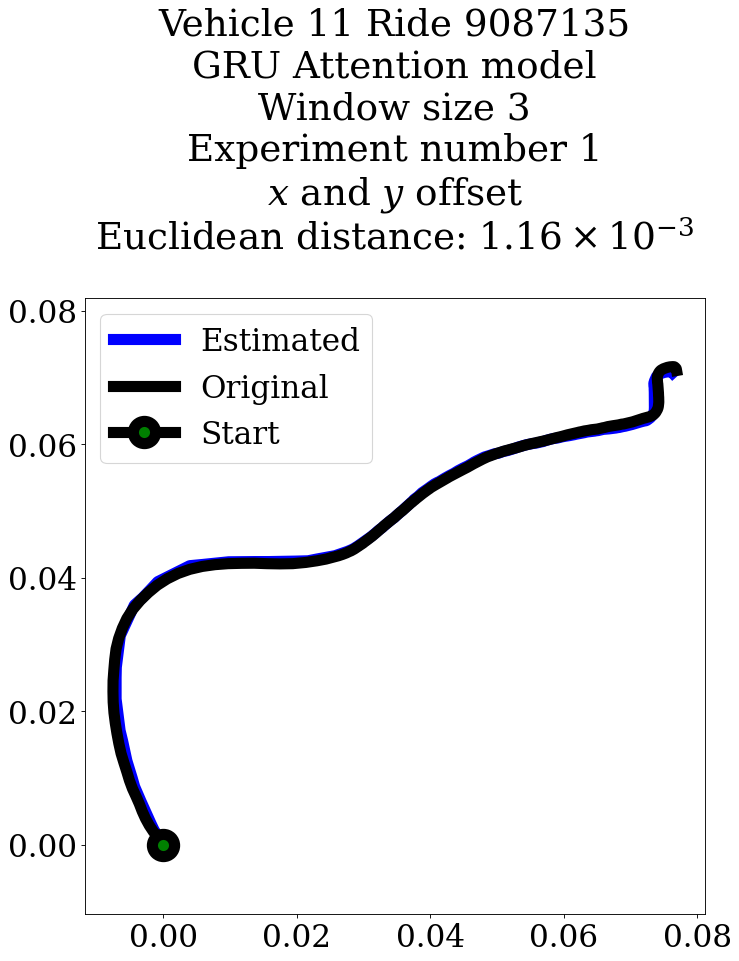 Vehicle 11 Ride 9087135
GRU Attention model
Window size 3
Experiment number 1
x and y offset
Euclidean distance: 1.16 × 10⁻³
0.08
Estimated
Original
Start
0.06
0.04
0.02
0.00
0.00 0.02 0.04 0.06 0.08